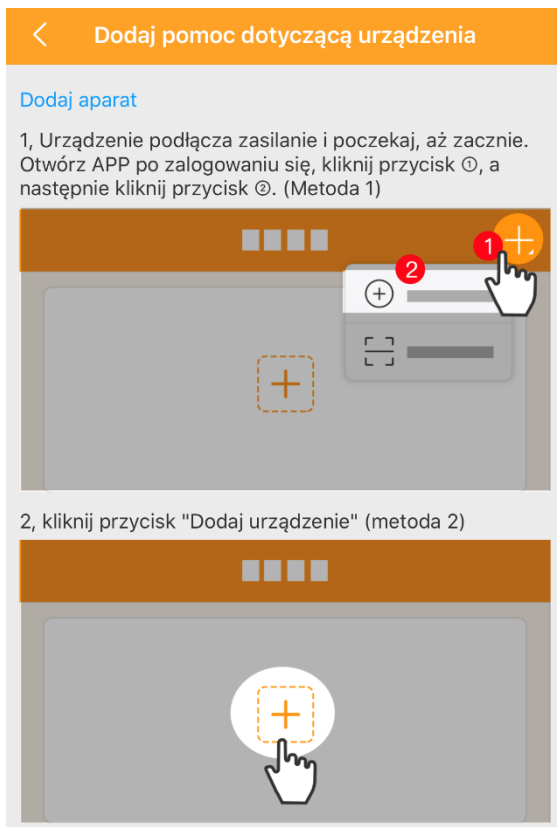 Dodaj pomoc dotyczącą urządzenia
Dodaj aparat
1, Urządzenie podłącza zasilanie i poczekaj, aż zacznie.
Otwórz APP po zalogowaniu się, kliknij przycisk ①, a
następnie kliknij przycisk ②. (Metoda 1)
1
2
2, kliknij przycisk "Dodaj urządzenie" (metoda 2)